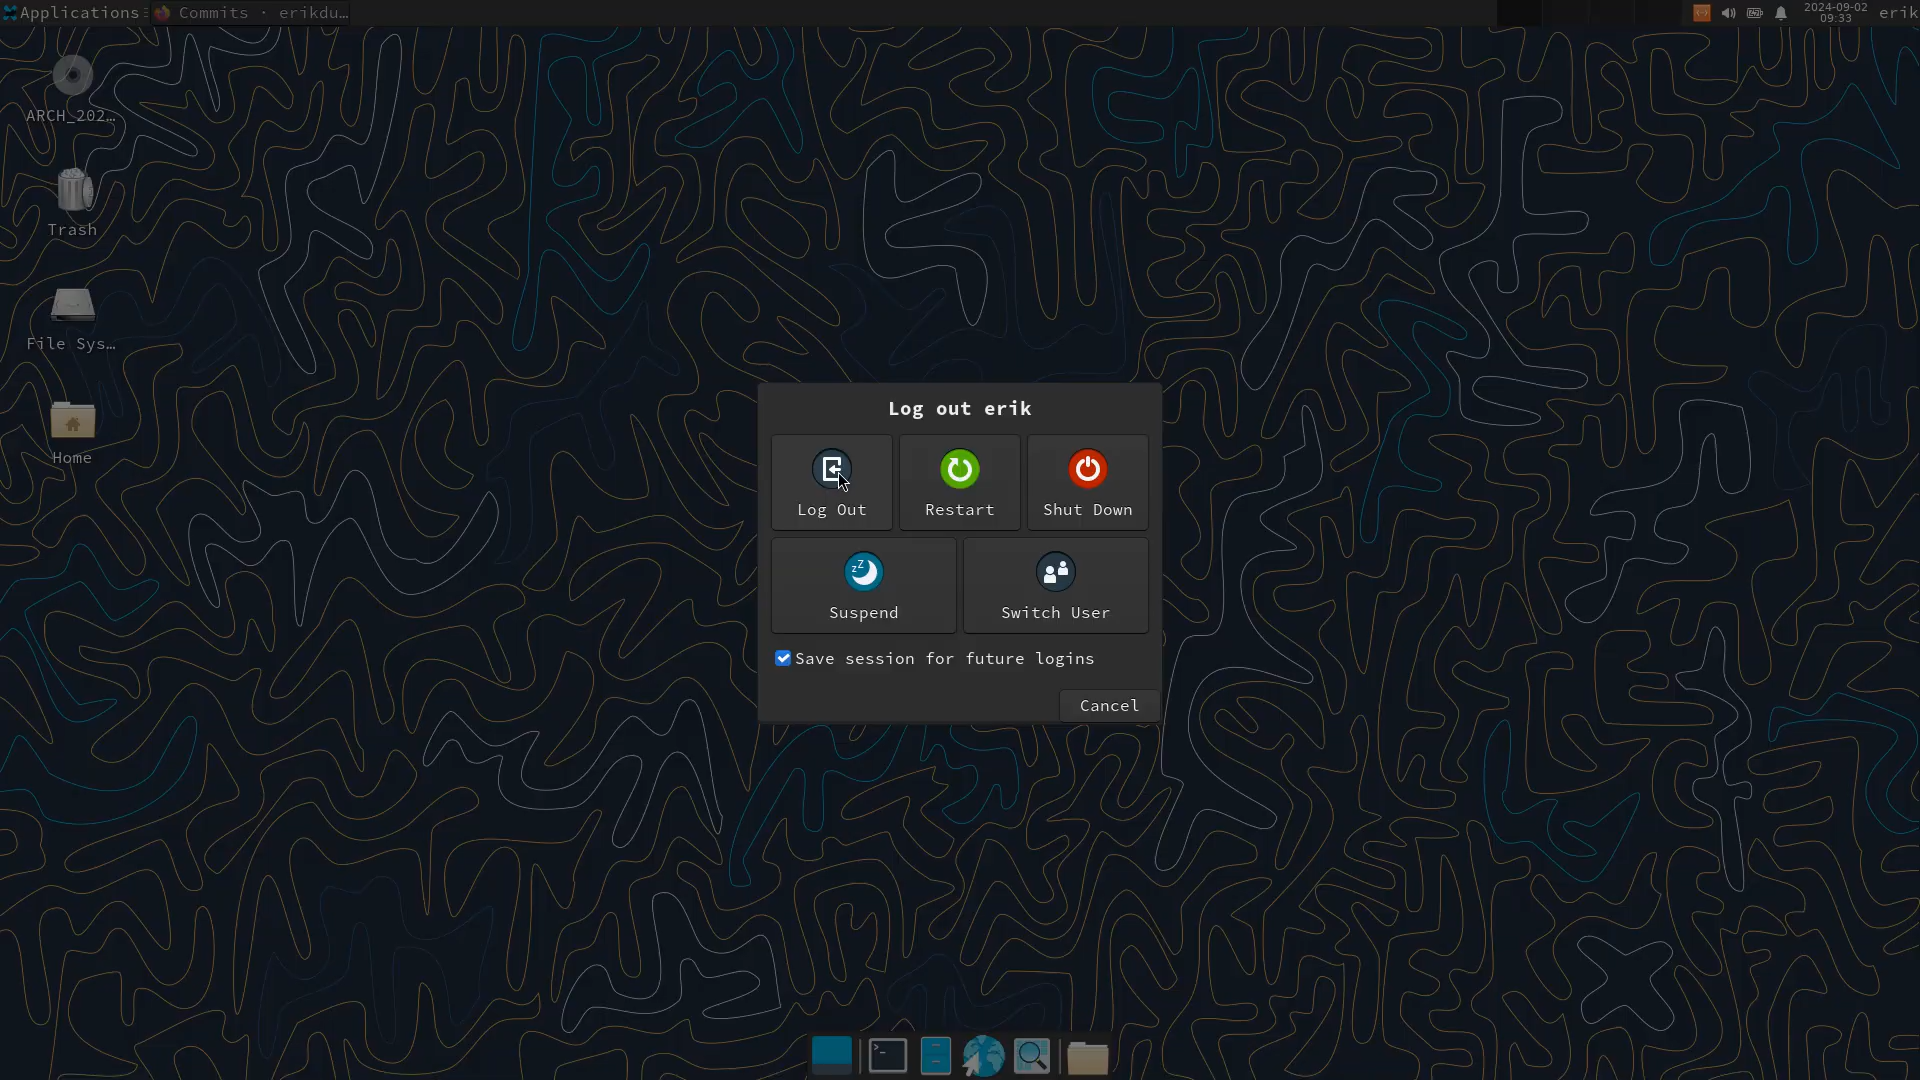 Applications
Commits · erikdu…
2024-09-02
09:33
erik
ARCH_202…
Trash
File Sys…
Home
Log out erik
Log Out
Restart
Shut Down
zZ
Suspend
Switch User
Save session for future logins
Cancel